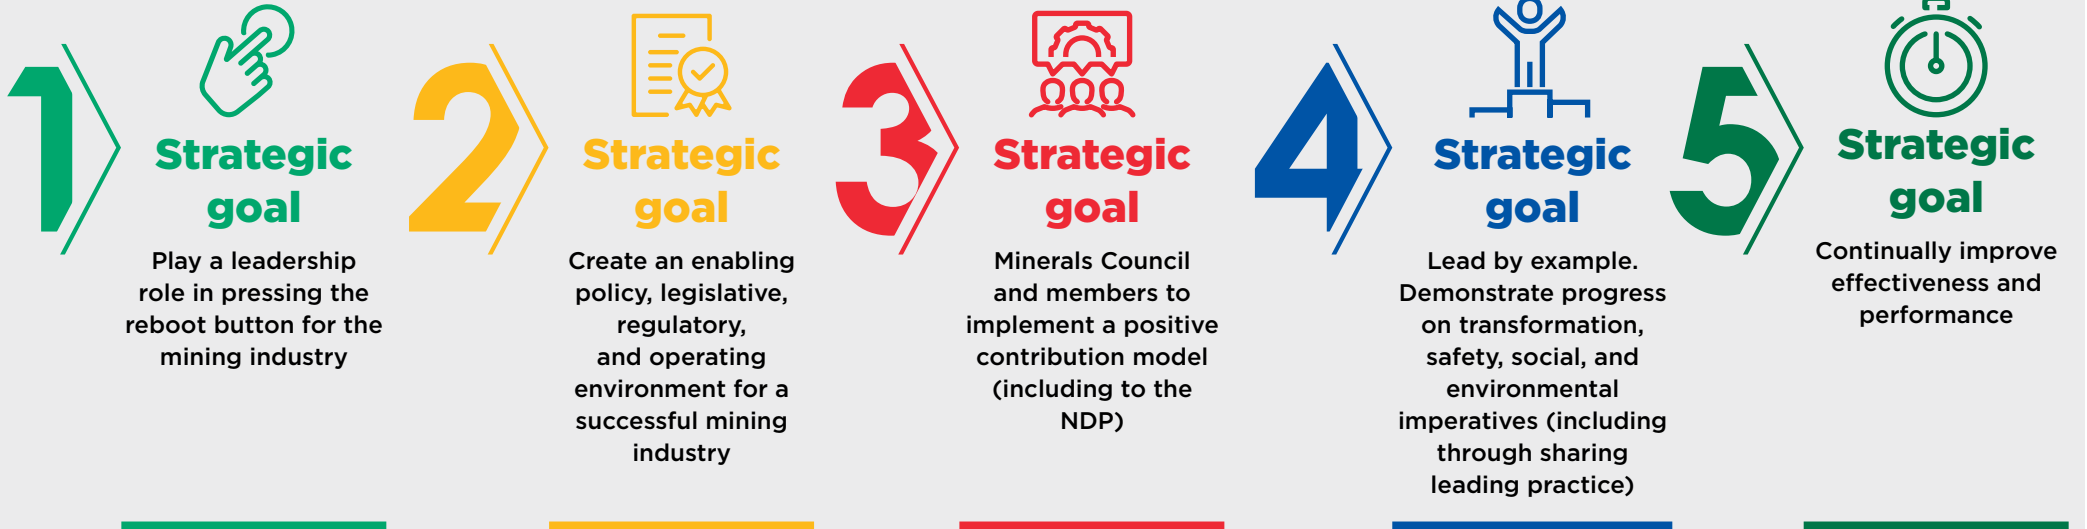 1
Strategic
goal
Play a leadership
role in pressing the
reboot button for the
mining industry
2
Strategic
goal
Create an enabling
policy, legislative,
regulatory,
and operating
environment for a
successful mining
industry
3
Strategic
goal
Minerals Council
and members to
implement a positive
contribution model
(including to the
NDP)
4
Strategic
goal
Lead by example.
Demonstrate progress
on transformation,
safety, social, and
environmental
imperatives (including
through sharing
leading practice)
5
Strategic
goal
Continually improve
effectiveness and
performance